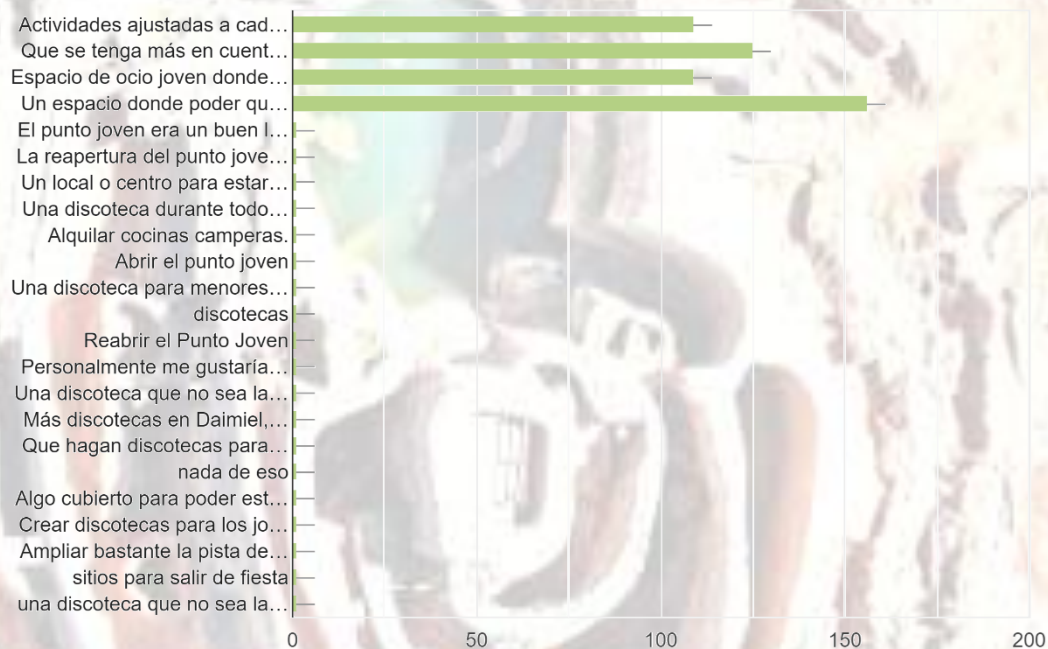 Actividades ajustadas a cad…
Que se tenga más en cuent…
Espacio de ocio joven donde…
Un espacio donde poder qu…
El punto joven era un buen l…
La reapertura del punto jove…
Un local o centro para estar…
Una discoteca durante todo…
Alquilar cocinas camperas.
Abrir el punto joven
Una discoteca para menores…
discotecas
Reabrir el Punto Joven
Personalmente me gustaría…
Una discoteca que no sea la…
Más discotecas en Daimiel,…
Que hagan discotecas para…
nada de eso
Algo cubierto para poder est…
Crear discotecas para los jo…
Ampliar bastante la pista de…
sitios para salir de fiesta
una discoteca que no sea la…
0 50 100 150 200